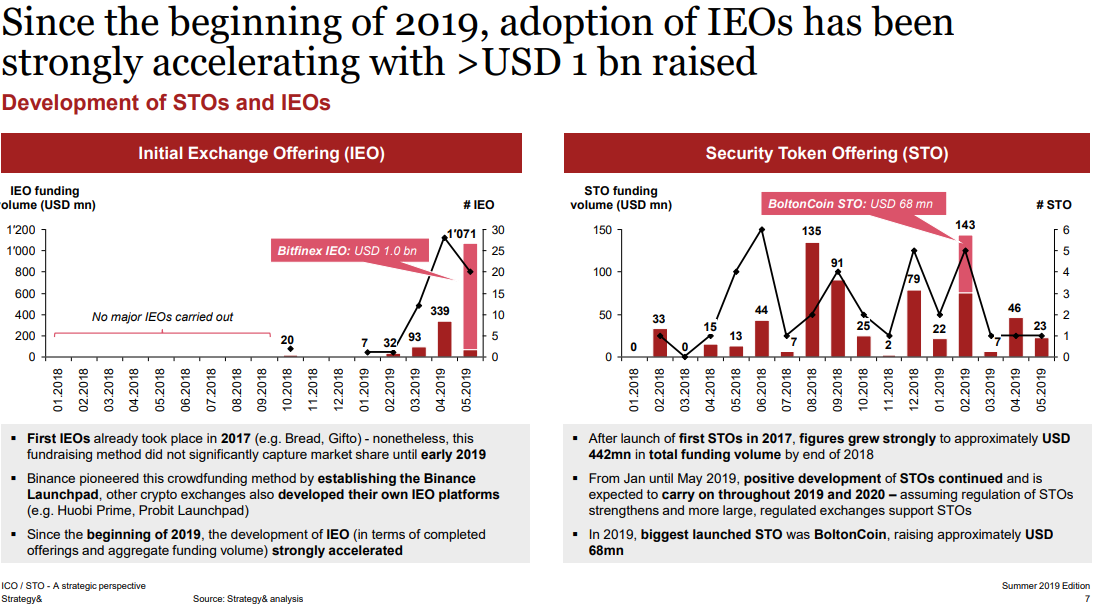 Since the beginning of 2019, adoption of IEOs has been
strongly accelerating with >USD 1 bn raised
Development of STOs and IEOs
Initial Exchange Offering (IEO)
IEO funding
volume (USD mn)
# IEO
1'200
1'000
800
600
400
200
0
30
25
20
15
10
5
0
Bitfinex IEO: USD 1.0 bn
No major IEOs carried out
20
7
32
93
339
1'071
01.2018
02.2018
03.2018
04.2018
05.2018
06.2018
07.2018
08.2018
09.2018
10.2018
11.2018
12.2018
01.2019
02.2019
03.2019
04.2019
05.2019
▪ First IEOs already took place in 2017 (e.g. Bread, Gifto) - nonetheless, this
fundraising method did not significantly capture market share until early 2019
▪ Binance pioneered this crowdfunding method by establishing the Binance
Launchpad, other crypto exchanges also developed their own IEO platforms
(e.g. Huobi Prime, Probit Launchpad)
▪ Since the beginning of 2019, the development of IEO (in terms of completed
offerings and aggregate funding volume) strongly accelerated
Security Token Offering (STO)
STO funding
volume (USD mn)
# STO
150
100
50
0
6
5
4
3
2
1
0
BoltonCoin STO: USD 68 mn
0
33
0
15
13
44
7
135
91
25
2
79
22
143
7
46
23
01.2018
02.2018
03.2018
04.2018
05.2018
06.2018
07.2018
08.2018
09.2018
10.2018
11.2018
12.2018
01.2019
02.2019
03.2019
04.2019
05.2019
▪ After launch of first STOs in 2017, figures grew strongly to approximately USD
442mn in total funding volume by end of 2018
▪ From Jan until May 2019, positive development of STOs continued and is
expected to carry on throughout 2019 and 2020 – assuming regulation of STOs
strengthens and more large, regulated exchanges support STOs
▪ In 2019, biggest launched STO was BoltonCoin, raising approximately USD
68mn
ICO / STO - A strategic perspective
Strategy&
Source: Strategy& analysis
Summer 2019 Edition
7